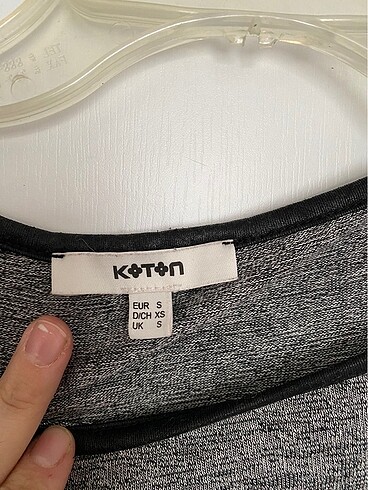 KOTON
EUR S
D/CH XS
UK S